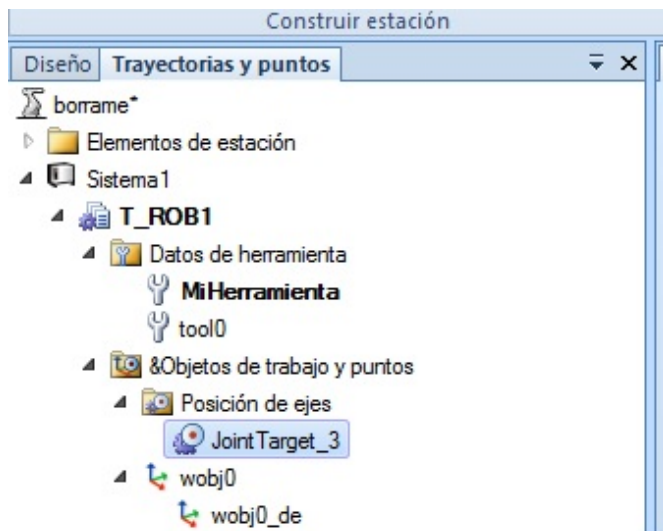 Construir estación
Diseño Trayectorias y puntos
borrame*
Elementos de estación
Sistema1
T_ROB1
Datos de herramienta
MiHerramienta
tool0
&Objetos de trabajo y puntos
Posición de ejes
JointTarget_3
wobj0
wobj0_de